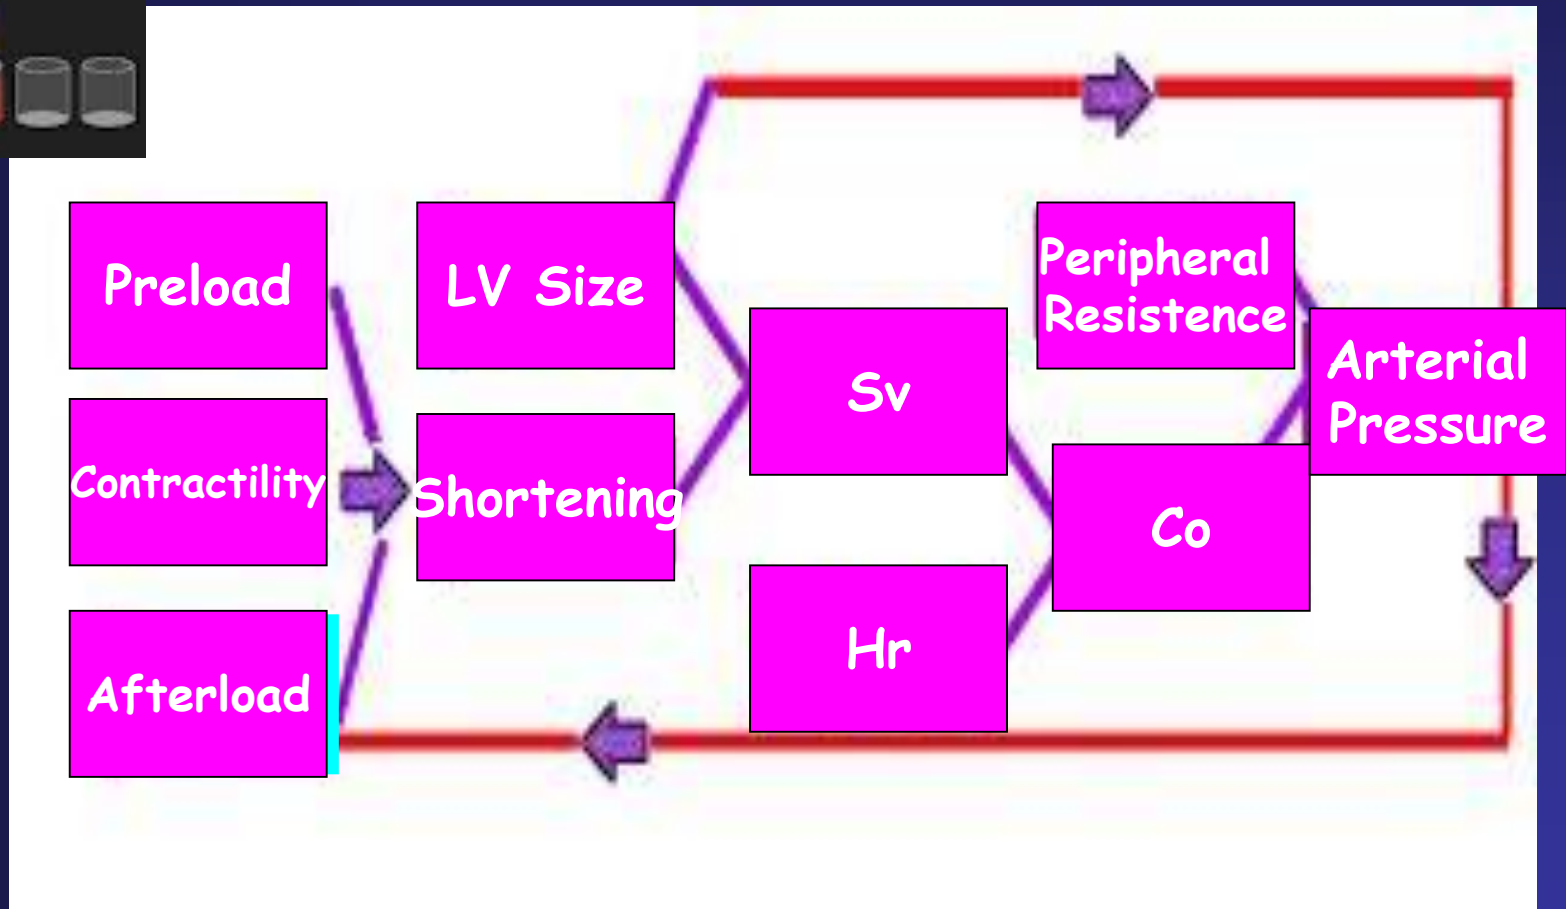 Preload
LV Size
Peripheral
Resistence
Arterial
Pressure
Sv
Contractility
Shortening
Co
Hr
Afterload